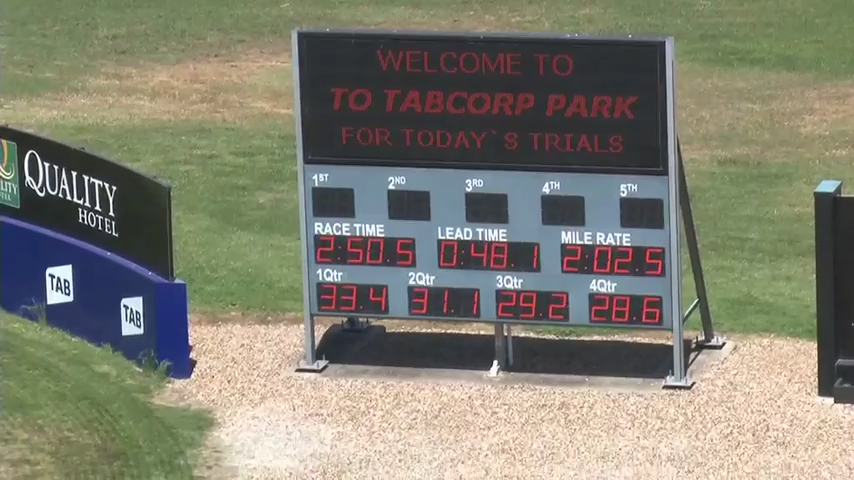 WELCOME TO
TO TABCORP PARK
FOR TODAY`S TRIALS
1ST 2ND 3RD 4TH 5TH
RACE TIME LEAD TIME MILE RATE
2:50.5 0:48.1 2:02.5
1Qtr 2Qtr 3Qtr 4Qtr
33.4 31.1 29.2 28.6
QUALITY
HOTEL
TAB
TAB